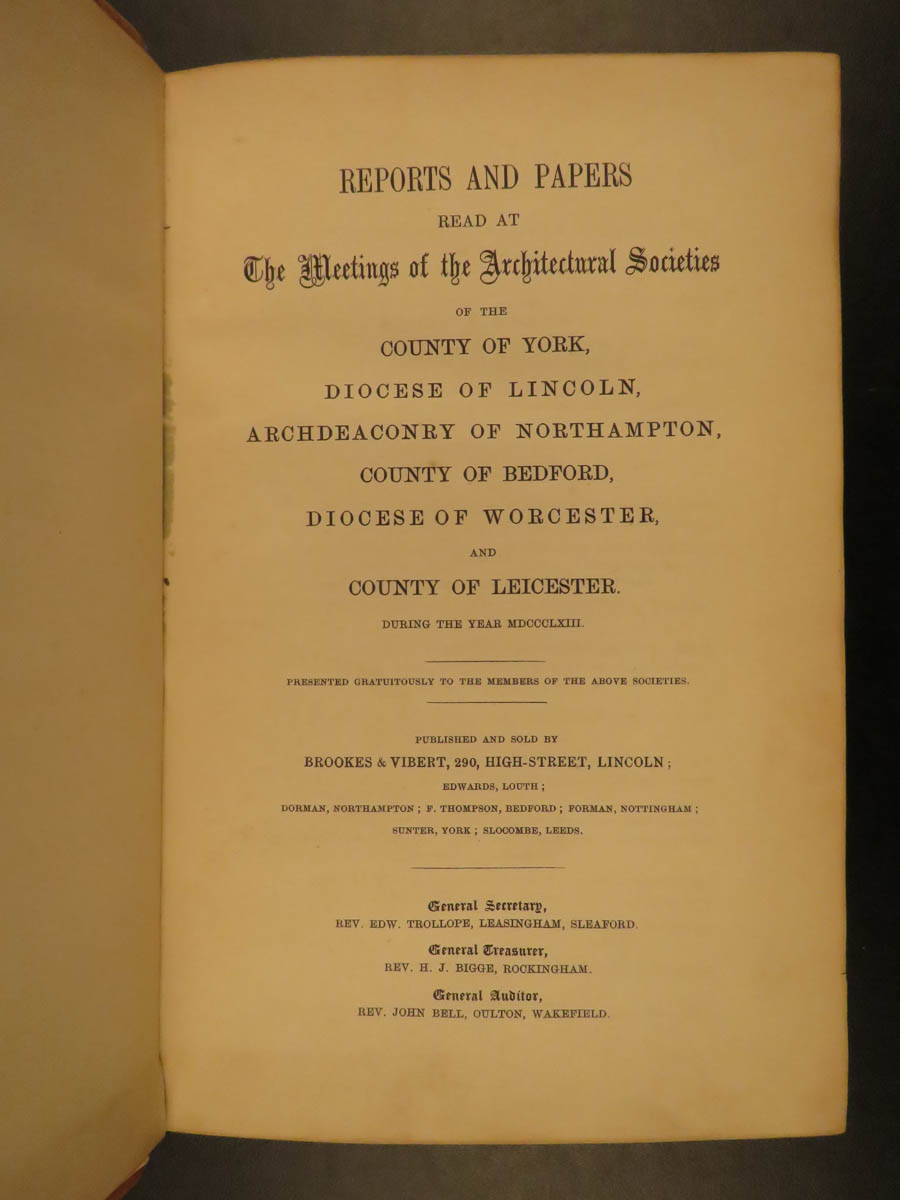 REPORTS AND PAPERS
READ AT
The Meetings of the Architectural Societies
OF THE
COUNTY OF YORK,
DIOCESE OF LINCOLN,
ARCHDEACONRY OF NORTHAMPTON,
COUNTY OF BEDFORD,
DIOCESE OF WORCESTER,
AND
COUNTY OF LEICESTER.
DURING THE YEAR MDCCCLXIII.
PRESENTED GRATUITOUSLY TO THE MEMBERS OF THE ABOVE SOCIETIES.
PUBLISHED AND SOLD BY
BROOKES & VIBERT, 290, HIGH-STREET, LINCOLN;
EDWARDS, LOUTH;
DORMAN, NORTHAMPTON; F. THOMPSON, BEDFORD; FORMAN, NOTTINGHAM;
SUNTER, YORK; SLOCOMBE, LEEDS.
General Secretary,
REV. EDW. TROLLOPE, LEASINGHAM, SLEAFORD.
General Treasurer,
REV. H. J. BIGGE, ROCKINGHAM.
General Auditor,
REV. JOHN BELL, OULTON, WAKEFIELD.